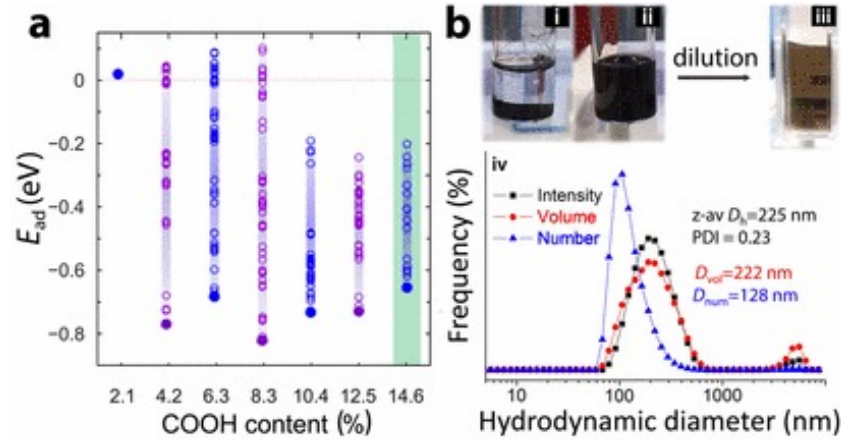 a
0
−0.2
−0.4
−0.6
−0.8
E_ad (eV)
2.1 4.2 6.3 8.3 10.4 12.5 14.6
COOH content (%)
b
i
ii
dilution
iii
iv
Intensity
Volume
Number
z-av D_h=225 nm
PDI = 0.23
D_vol=222 nm
D_num=128 nm
Frequency (%)
10 100 1000
Hydrodynamic diameter (nm)